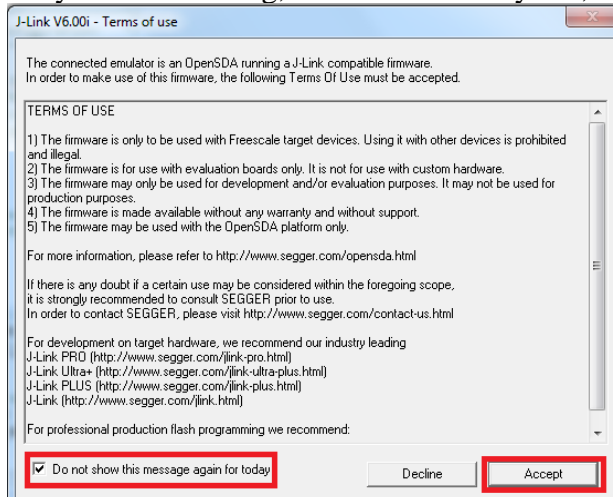 J-Link V6.00i - Terms of use
The connected emulator is an OpenSDA running a J-Link compatible firmware.
In order to make use of this firmware, the following Terms Of Use must be accepted.
TERMS OF USE
1) The firmware is only to be used with Freescale target devices. Using it with other devices is prohibited
and illegal.
2) The firmware is for use with evaluation boards only. It is not for use with custom hardware.
3) The firmware may only be used for development and/or evaluation purposes. It may not be used for
production purposes.
4) The firmware is made available without any warranty and without support.
5) The firmware may be used with the OpenSDA platform only.
For more information, please refer to http://www.segger.com/opensda.html
If there is any doubt if a certain use may be considered within the foregoing scope,
it is strongly recommended to consult SEGGER prior to use.
In order to contact SEGGER, please visit http://www.segger.com/contact-us.html
For development on target hardware, we recommend our industry leading
J-Link PRO (http://www.segger.com/jlink-pro.html)
J-Link Ultra+ (http://www.segger.com/jlink-ultra-plus.html)
J-Link PLUS (http://www.segger.com/jlink-plus.html)
J-Link (http://www.segger.com/jlink.html)
For professional production flash programming we recommend:
Do not show this message again for today
Decline
Accept